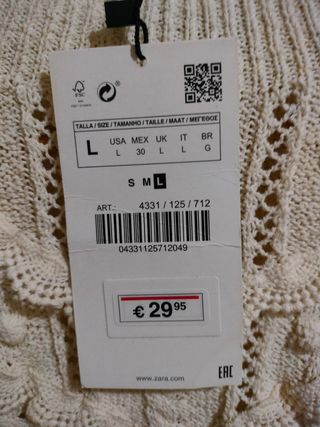 FSC
TALLA / SIZE / TAMANHO / TAILLE / MAAT / ΜΕΓΕΘΟΣ
L USA MEX UK IT BR
L 30 L L G
S M L
ART.: 4331 / 125 / 712
04331125712049
€ 29 95
www.zara.com
EAC